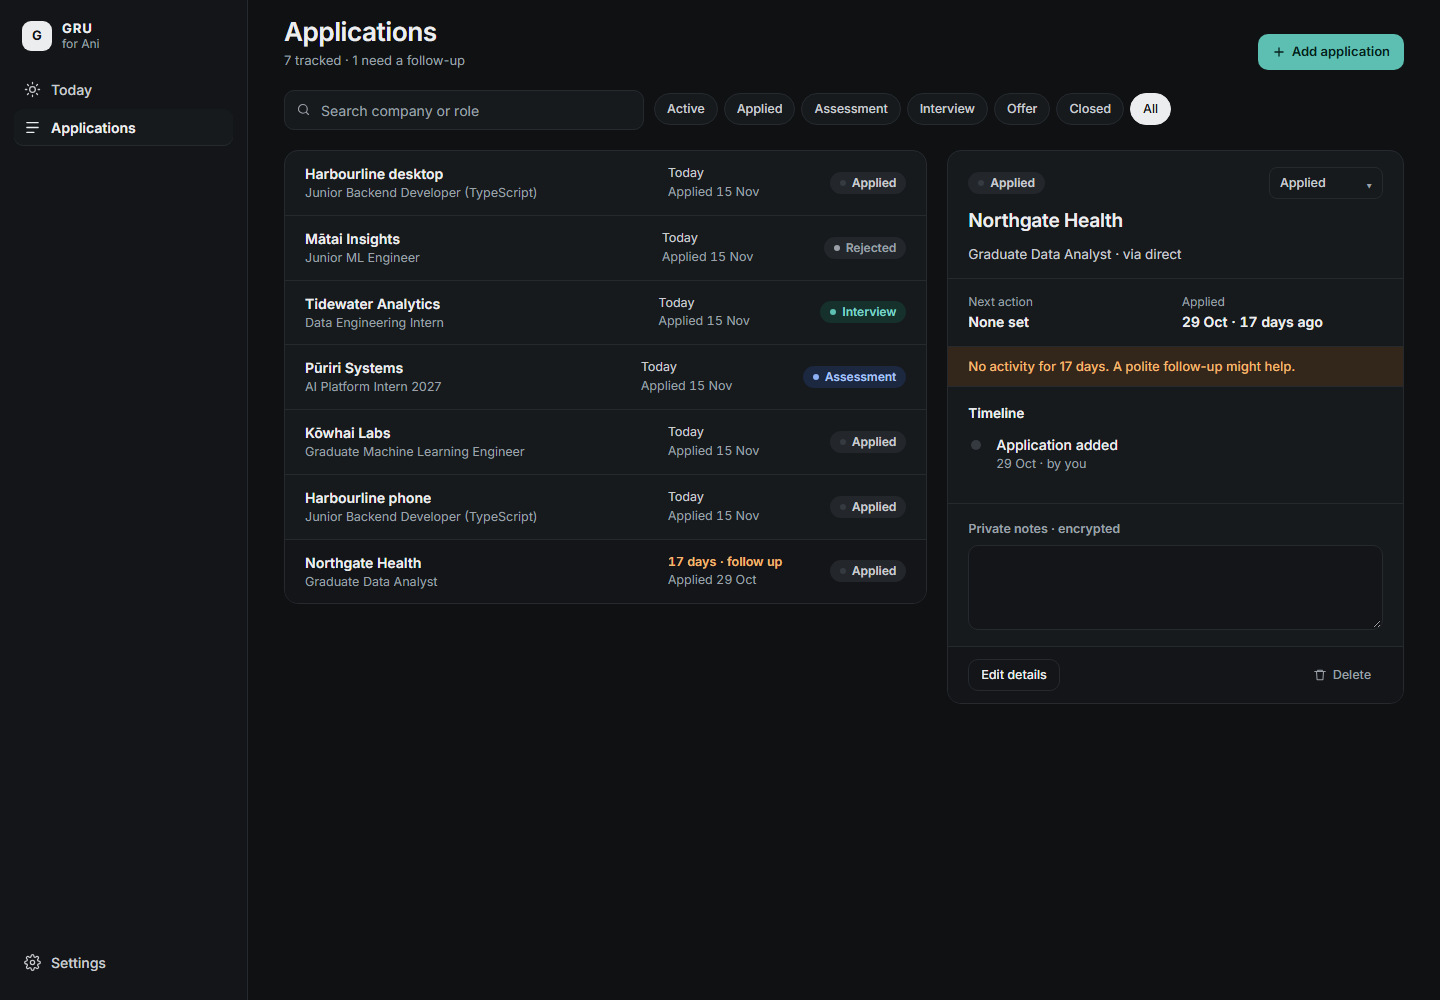 G
GRU
for Ani
Today
Applications
Settings
Applications
7 tracked · 1 need a follow-up
+ Add application
Search company or role
Active
Applied
Assessment
Interview
Offer
Closed
All
Harbourline desktop
Junior Backend Developer (TypeScript)
Today
Applied 15 Nov
Applied
Mātai Insights
Junior ML Engineer
Today
Applied 15 Nov
Rejected
Tidewater Analytics
Data Engineering Intern
Today
Applied 15 Nov
Interview
Pūriri Systems
AI Platform Intern 2027
Today
Applied 15 Nov
Assessment
Kōwhai Labs
Graduate Machine Learning Engineer
Today
Applied 15 Nov
Applied
Harbourline phone
Junior Backend Developer (TypeScript)
Today
Applied 15 Nov
Applied
Northgate Health
Graduate Data Analyst
17 days · follow up
Applied 29 Oct
Applied
Applied
Applied
Northgate Health
Graduate Data Analyst · via direct
Next action
None set
Applied
29 Oct · 17 days ago
No activity for 17 days. A polite follow-up might help.
Timeline
Application added
29 Oct · by you
Private notes · encrypted
Edit details
Delete